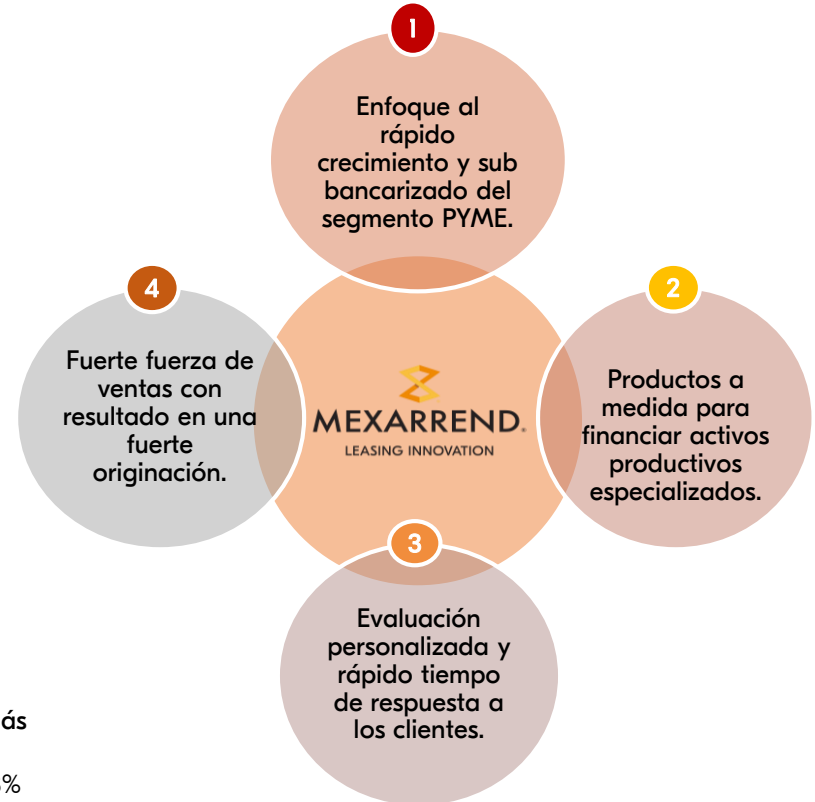 1
Enfoque al
rápido
crecimiento y sub
bancarizado del
segmento PYME.
4
Fuerte fuerza de
ventas con
resultado en una
fuerte
originación.
MEXARREND.
LEASING INNOVATION
2
Productos a
medida para
financiar activos
productivos
especializados.
3
Evaluación
personalizada y
rápido tiempo
de respuesta a
los clientes.
ás
%